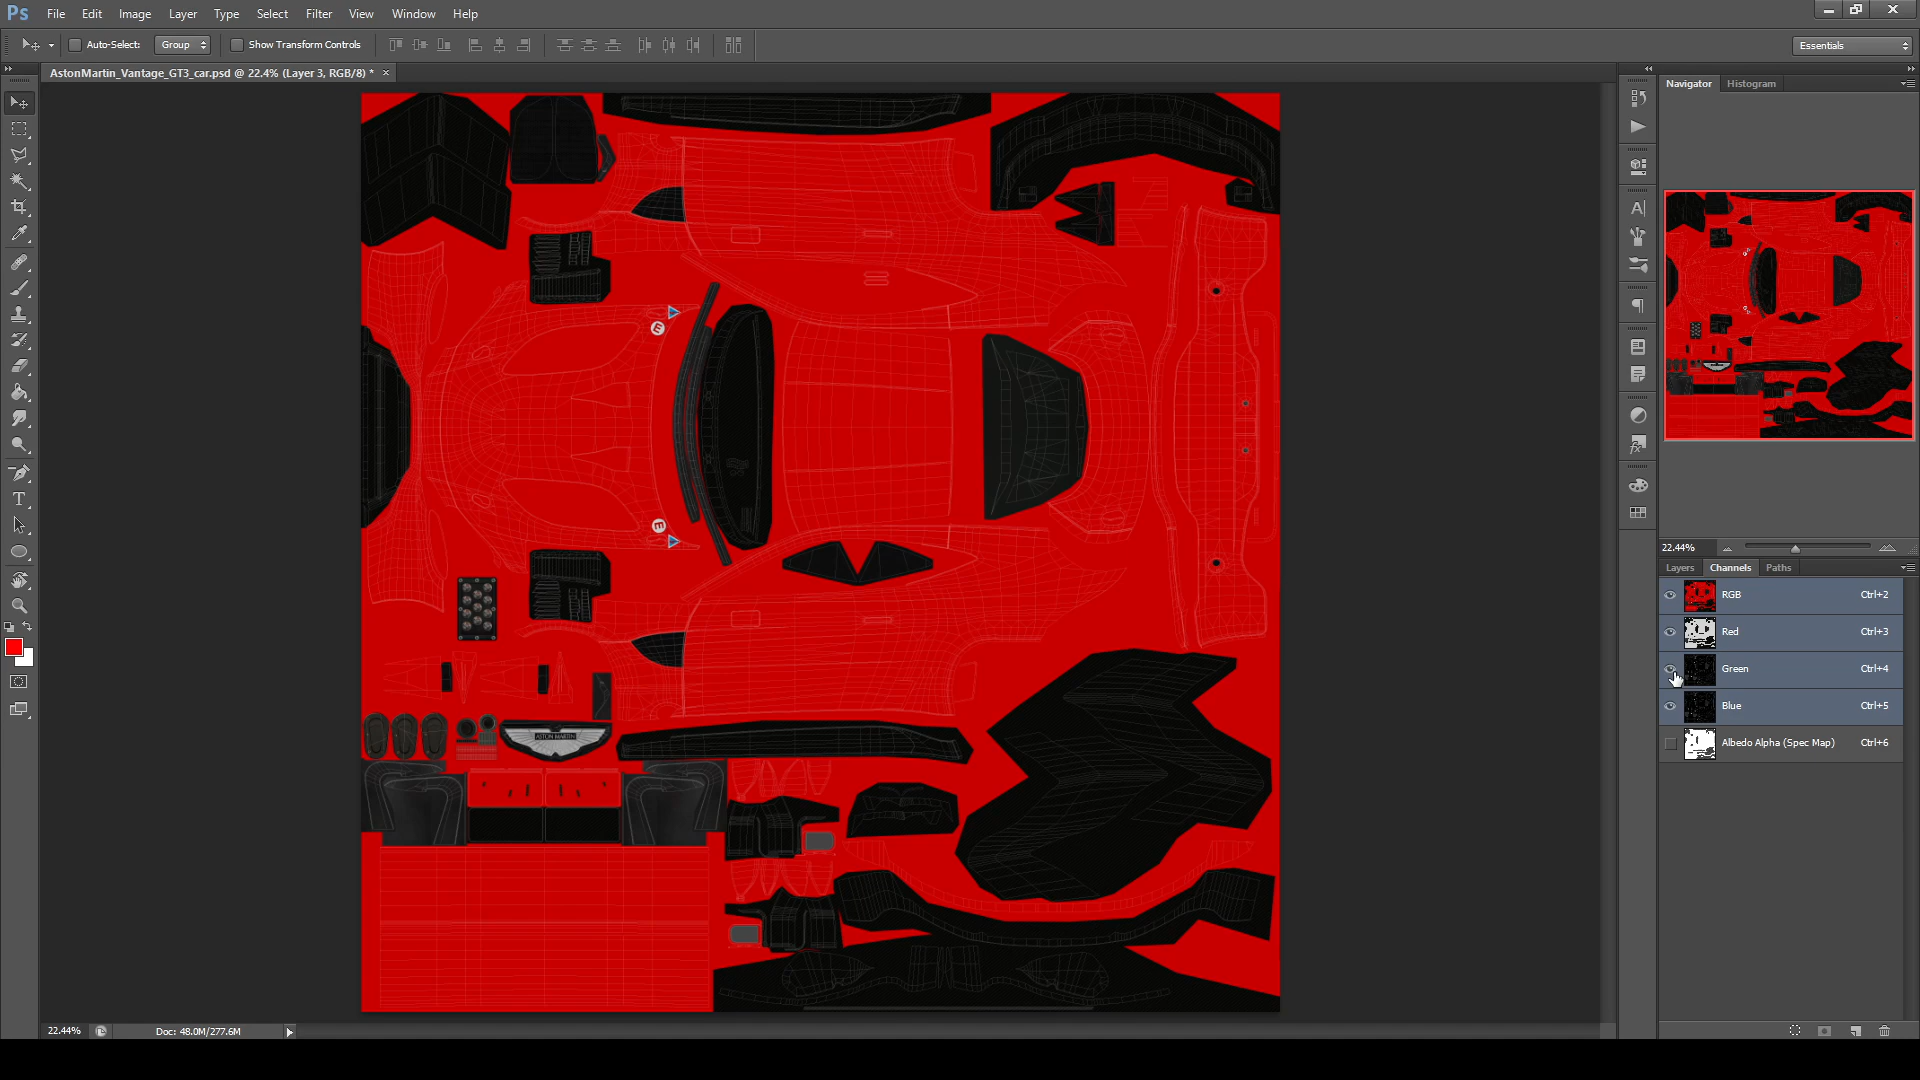 Ps File Edit Image Layer Type Select Filter View Window Help
Auto-Select: Group Show Transform Controls Essentials
AstonMartin_Vantage_GT3_car.psd @ 22.4% (Layer 3, RGB/8) * ×
Navigator Histogram
E
E
ASTON MARTIN
22.44%
Layers Channels Paths
RGB Ctrl+2
Red Ctrl+3
Green Ctrl+4
Blue Ctrl+5
Albedo Alpha (Spec Map) Ctrl+6
22.44% Doc: 48.0M/277.6M